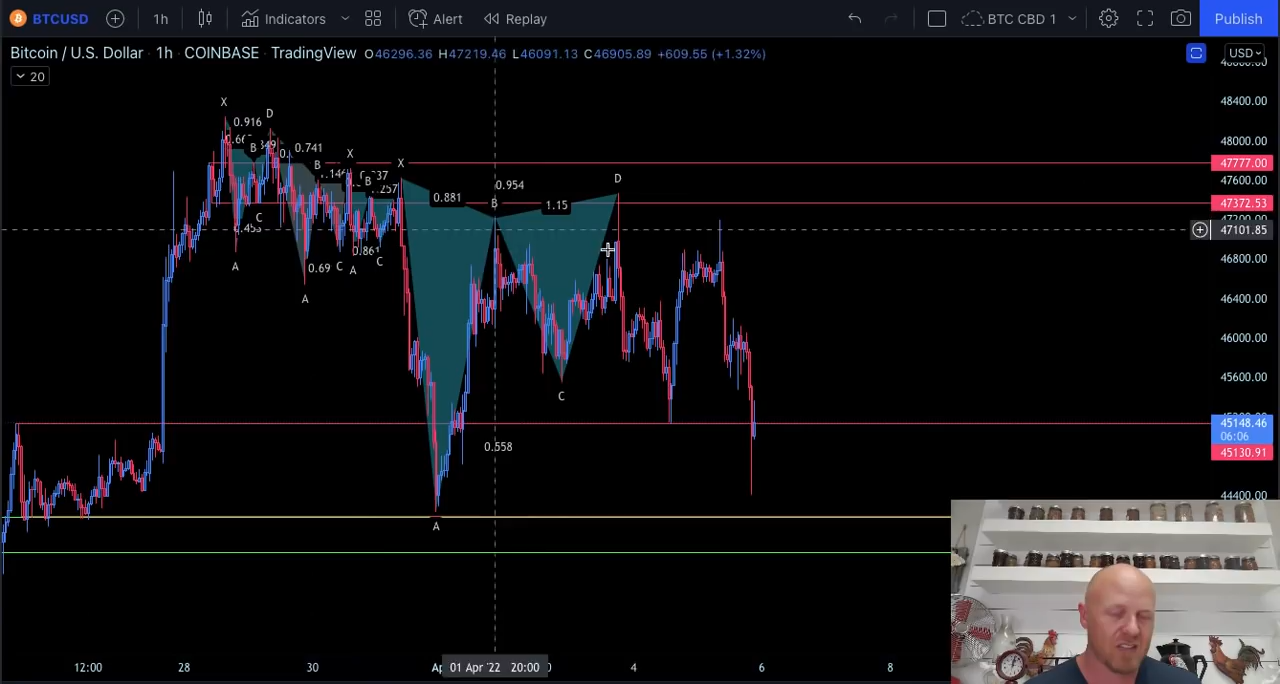 BTCUSD 1h Indicators Alert Replay BTC CBD 1 Publish
Bitcoin / U.S. Dollar · 1h · COINBASE · TradingView O46296.36 H47219.46 L46091.13 C46905.89 +609.55 (+1.32%) USD
20
48400.00
X
D
0.916
48000.00
B
0.741
X
47777.00
B
X
B
47600.00
0.881
0.954
D
B
1.15
47372.53
C
0.453
47101.85
0.861
A
0.69
C
A
C
46800.00
A
46400.00
46000.00
45600.00
C
45148.46
06:06
0.558
45130.91
44400.00
A
12:00 28 30 01 Apr '22 20:00 4 6 8